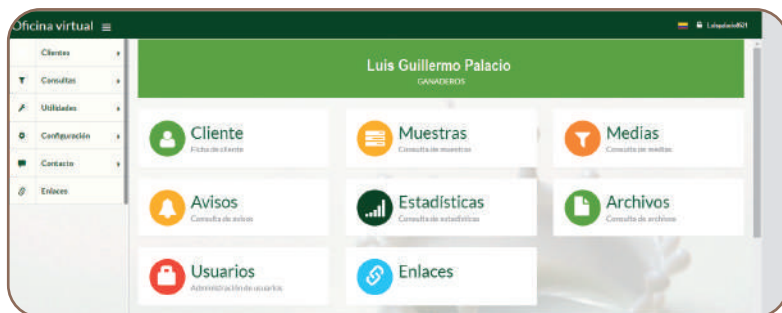 Oficina virtual
Luispalacio8521
Clientes
Consultas
Utilidades
Configuración
Contacto
Enlaces
Luis Guillermo Palacio
GANADEROS
Cliente
Ficha de cliente
Muestras
Consulta de muestras
Medias
Consulta de medias
Avisos
Consulta de avisos
Estadísticas
Consulta de estadísticas
Archivos
Consulta de archivos
Usuarios
Administración de usuarios
Enlaces